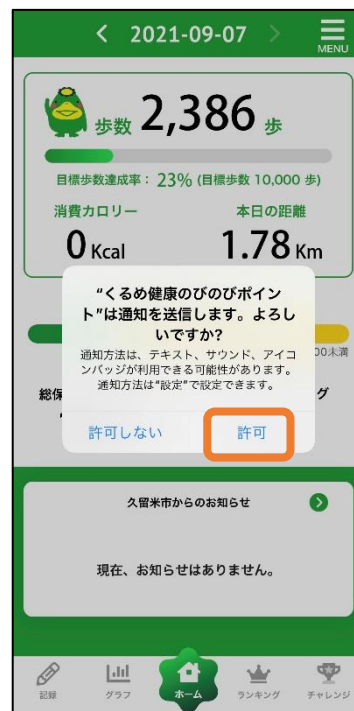 2021-09-07
MENU
歩数 2,386 歩
目標歩数達成率： 23% (目標歩数 10,000 歩)
消費カロリー 本日の距離
0 Kcal 1.78 Km
“くるめ健康のびのびポイン
ト”は通知を送信します。よろし
いですか?
通知方法は、テキスト、サウンド、アイコ
ンバッジが利用できる可能性があります。
通知方法は“設定”で設定できます。
00未満
総保
グ
許可しない 許可
久留米市からのお知らせ
現在、お知らせはありません。
記録 グラフ ホーム ランキング チャレンジ